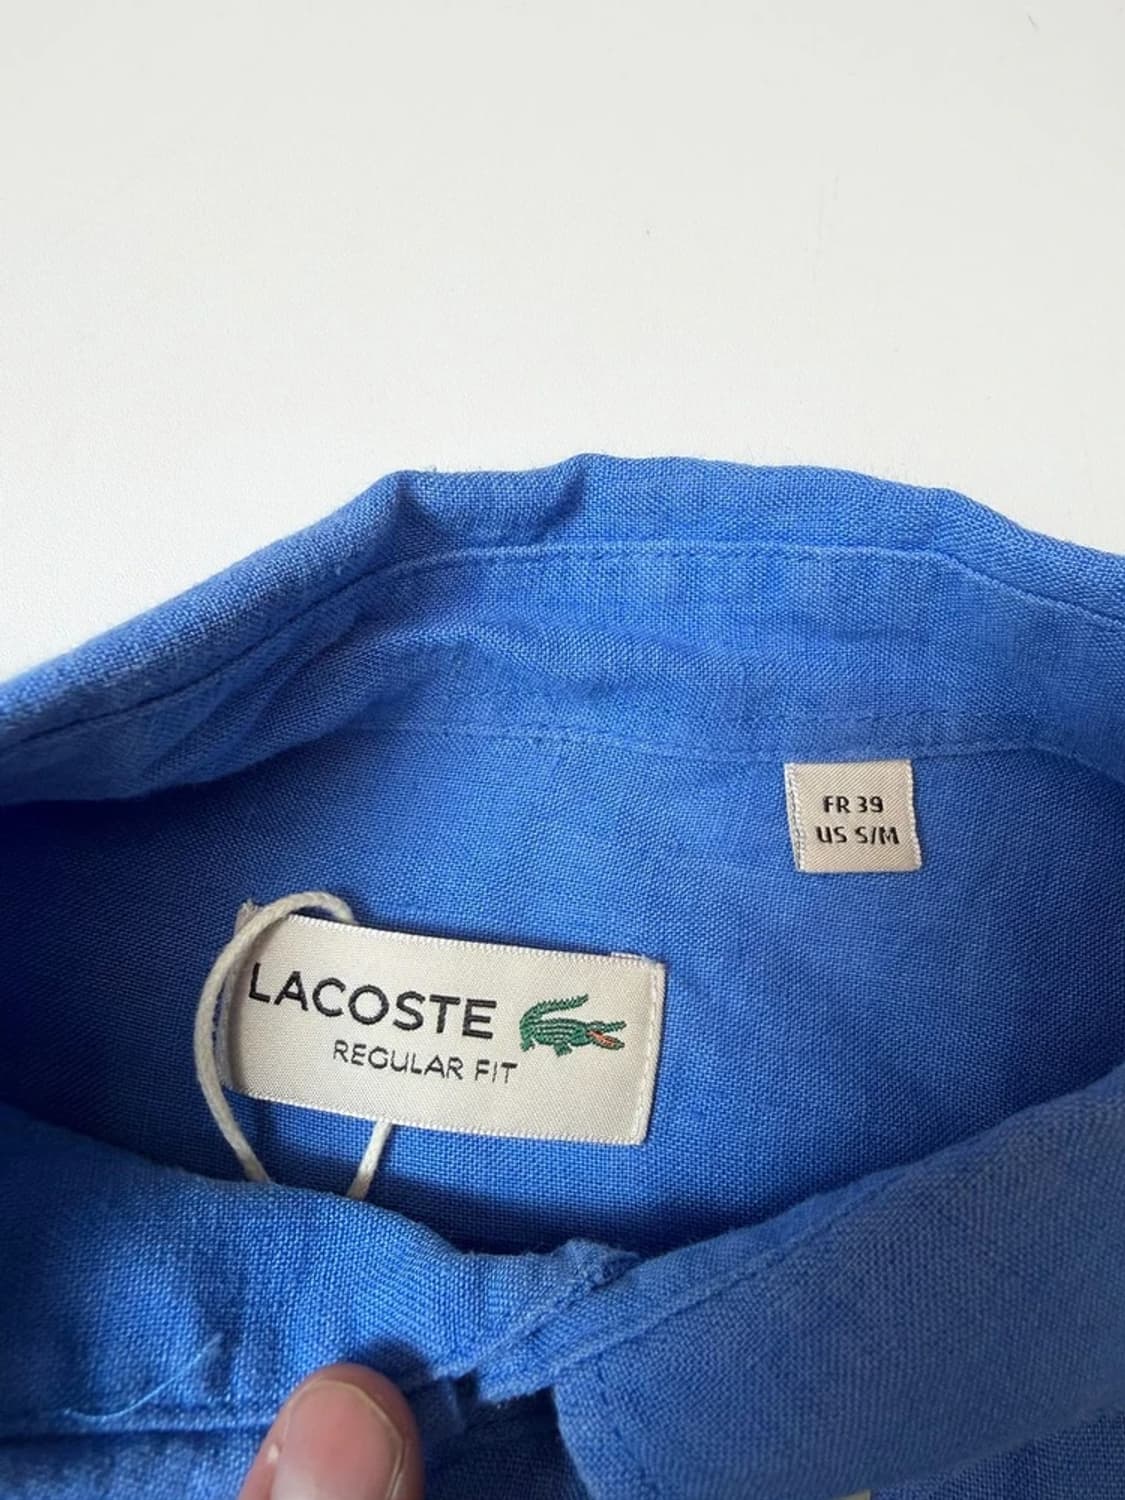 FR 39
US S/M
LACOSTE
REGULAR FIT